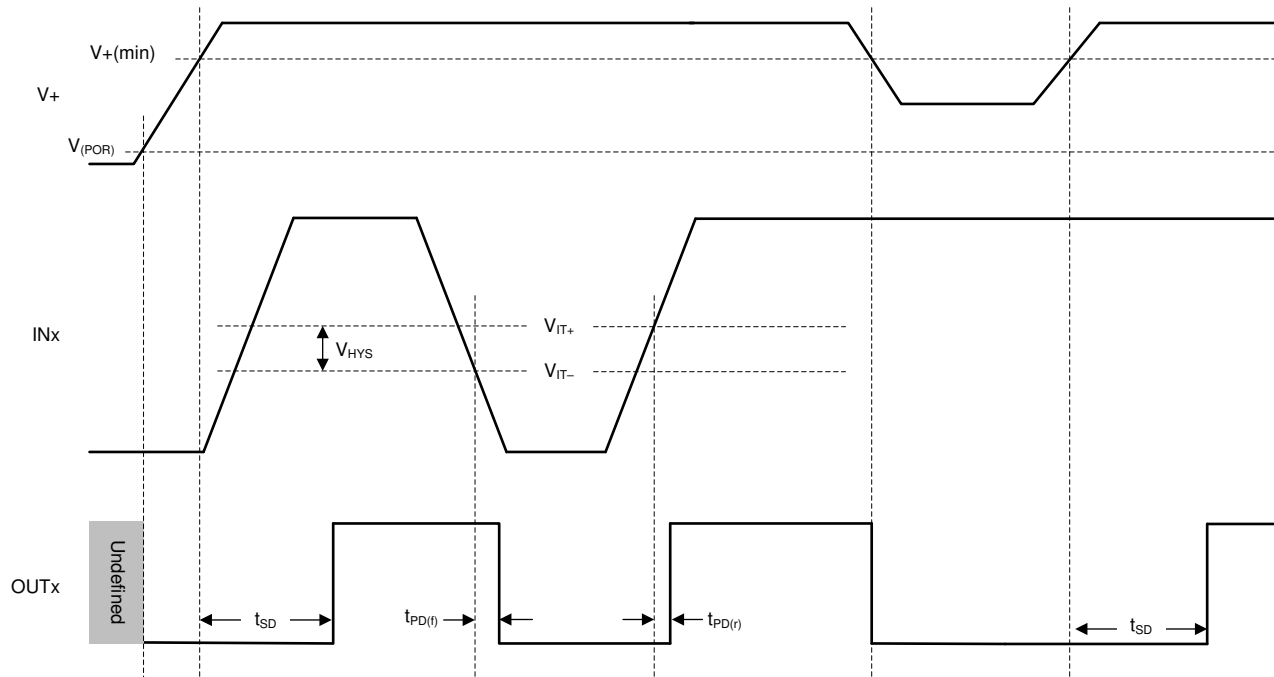 V+(min)
V+
V(POR)
INx
VHYS
VIT+
VIT–
OUTx
Undefined
tSD
tPD(f)
tPD(r)
tSD